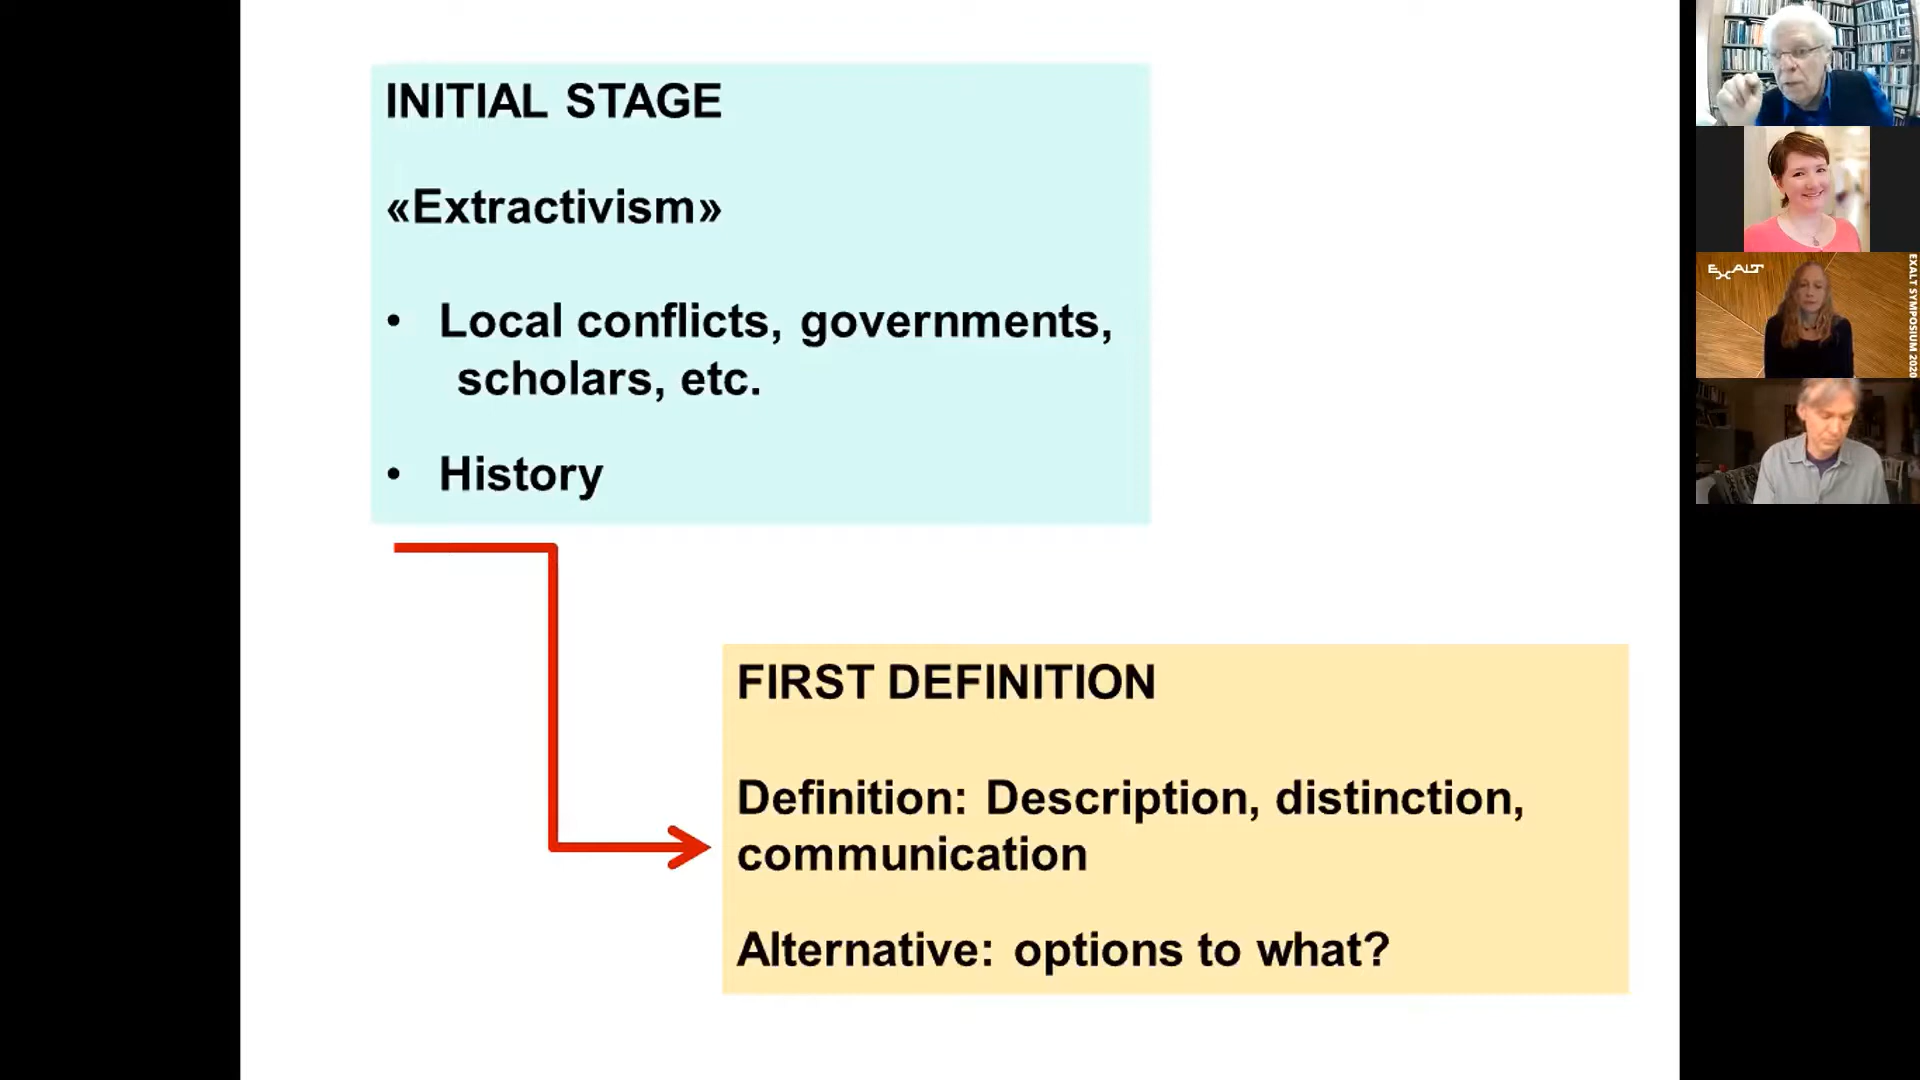 INITIAL STAGE
«Extractivism»
• Local conflicts, governments,
scholars, etc.
• History
FIRST DEFINITION
Definition: Description, distinction,
communication
Alternative: options to what?
EXALT
EXALT SYMPOSIUM 2020